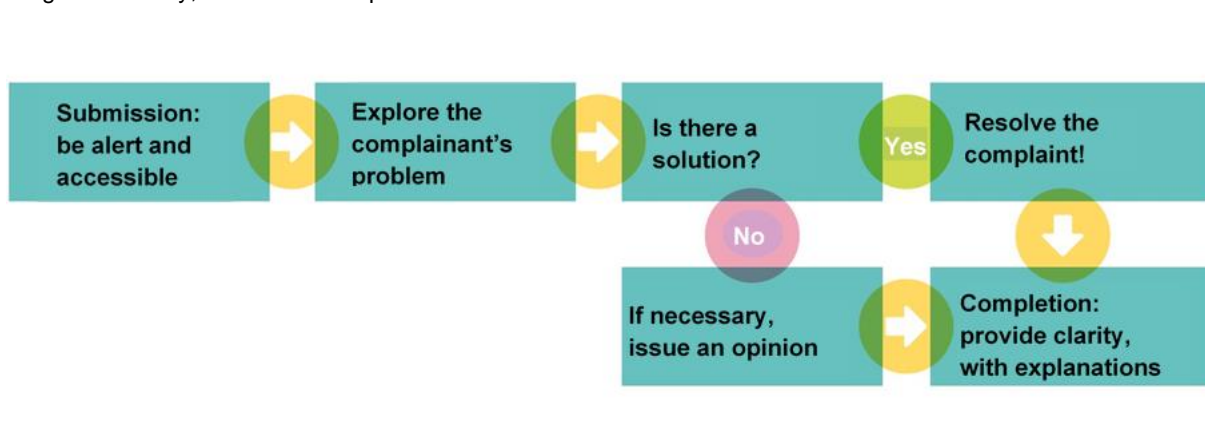 Submission:
be alert and
accessible
Explore the
complainant's
problem
Is there a
solution?
Yes
Resolve the
complaint!
No
If necessary,
issue an opinion
Completion:
provide clarity,
with explanations